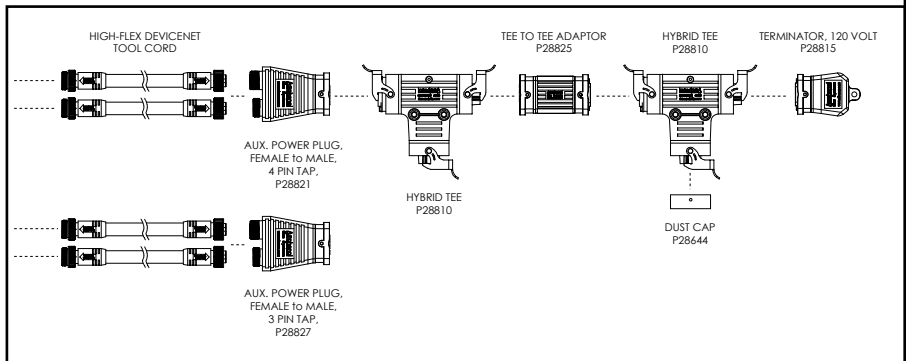 HIGH-FLEX DEVICENET
TOOL CORD
TEE TO TEE ADAPTOR
P28825
HYBRID TEE
P28810
TERMINATOR, 120 VOLT
P28815
AUX. POWER PLUG,
FEMALE to MALE,
4 PIN TAP,
P28821
HYBRID TEE
P28810
DUST CAP
P28644
AUX. POWER PLUG,
FEMALE to MALE,
3 PIN TAP,
P28827